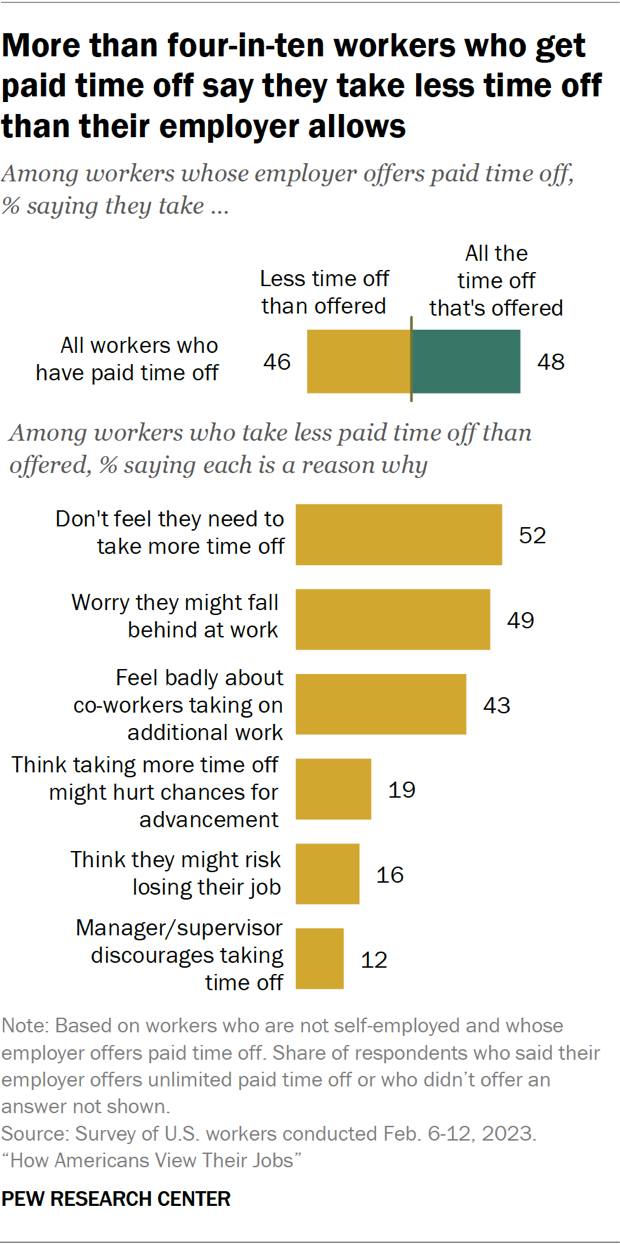 More than four-in-ten workers who get
paid time off say they take less time off
than their employer allows
Among workers whose employer offers paid time off,
% saying they take ...
Less time off
than offered
All the
time off
that's offered
All workers who
have paid time off
46
48
Among workers who take less paid time off than
offered, % saying each is a reason why
Don't feel they need to
take more time off
52
Worry they might fall
behind at work
49
Feel badly about
co-workers taking on
additional work
43
Think taking more time off
might hurt chances for
advancement
19
Think they might risk
losing their job
16
Manager/supervisor
discourages taking
time off
12
Note: Based on workers who are not self-employed and whose
employer offers paid time off. Share of respondents who said their
employer offers unlimited paid time off or who didn’t offer an
answer not shown.
Source: Survey of U.S. workers conducted Feb. 6-12, 2023.
“How Americans View Their Jobs”
PEW RESEARCH CENTER